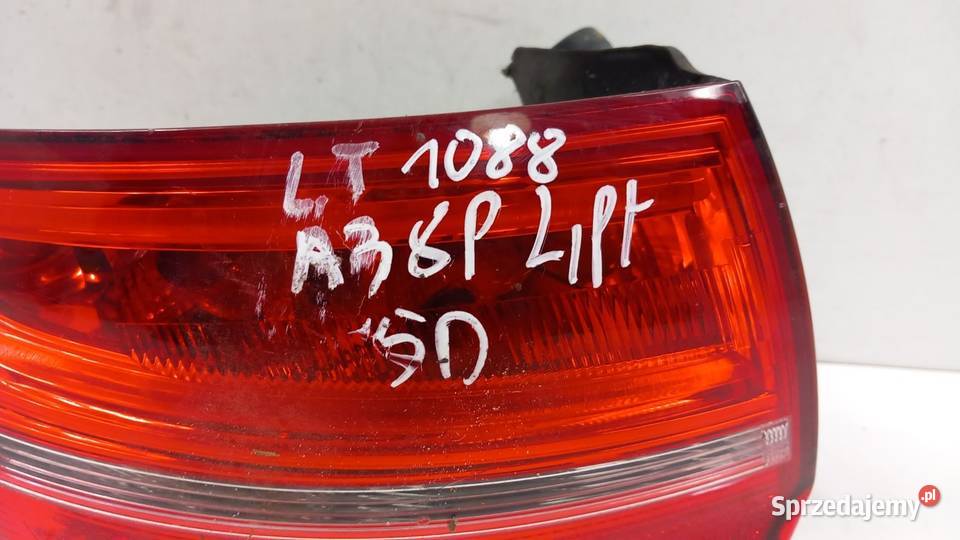 LT 1088
A3 8P Lift
5D
Sprzedajemy.pl